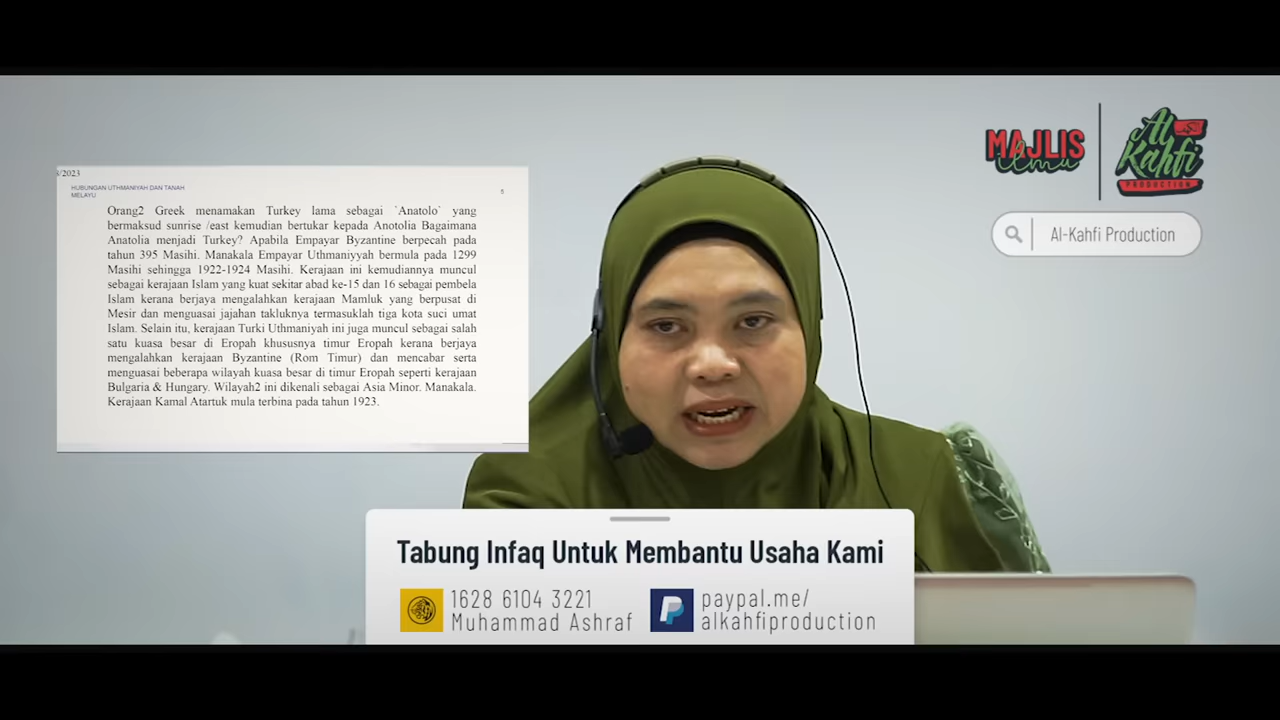 3/2023
HUBUNGAN UTHMANIYAH DAN TANAH
MELAYU
5
Orang2 Greek menamakan Turkey lama sebagai `Anatolo` yang
bermaksud sunrise /east kemudian bertukar kepada Anotolia Bagaimana
Anatolia menjadi Turkey? Apabila Empayar Byzantine berpecah pada
tahun 395 Masihi. Manakala Empayar Uthmaniyyah bermula pada 1299
Masihi sehingga 1922-1924 Masihi. Kerajaan ini kemudiannya muncul
sebagai kerajaan Islam yang kuat sekitar abad ke-15 dan 16 sebagai pembela
Islam kerana berjaya mengalahkan kerajaan Mamluk yang berpusat di
Mesir dan menguasai jajahan takluknya termasuklah tiga kota suci umat
Islam. Selain itu, kerajaan Turki Uthmaniyah ini juga muncul sebagai salah
satu kuasa besar di Eropah khususnya timur Eropah kerana berjaya
mengalahkan kerajaan Byzantine (Rom Timur) dan mencabar serta
menguasai beberapa wilayah kuasa besar di timur Eropah seperti kerajaan
Bulgaria & Hungary. Wilayah2 ini dikenali sebagai Asia Minor. Manakala.
Kerajaan Kamal Atartuk mula terbina pada tahun 1923.
MAJLIS
Ilmu
Al
Kahfi
PRODUCTION
Al-Kahfi Production
Tabung Infaq Untuk Membantu Usaha Kami
1628 6104 3221
Muhammad Ashraf
paypal.me/
alkahfiproduction